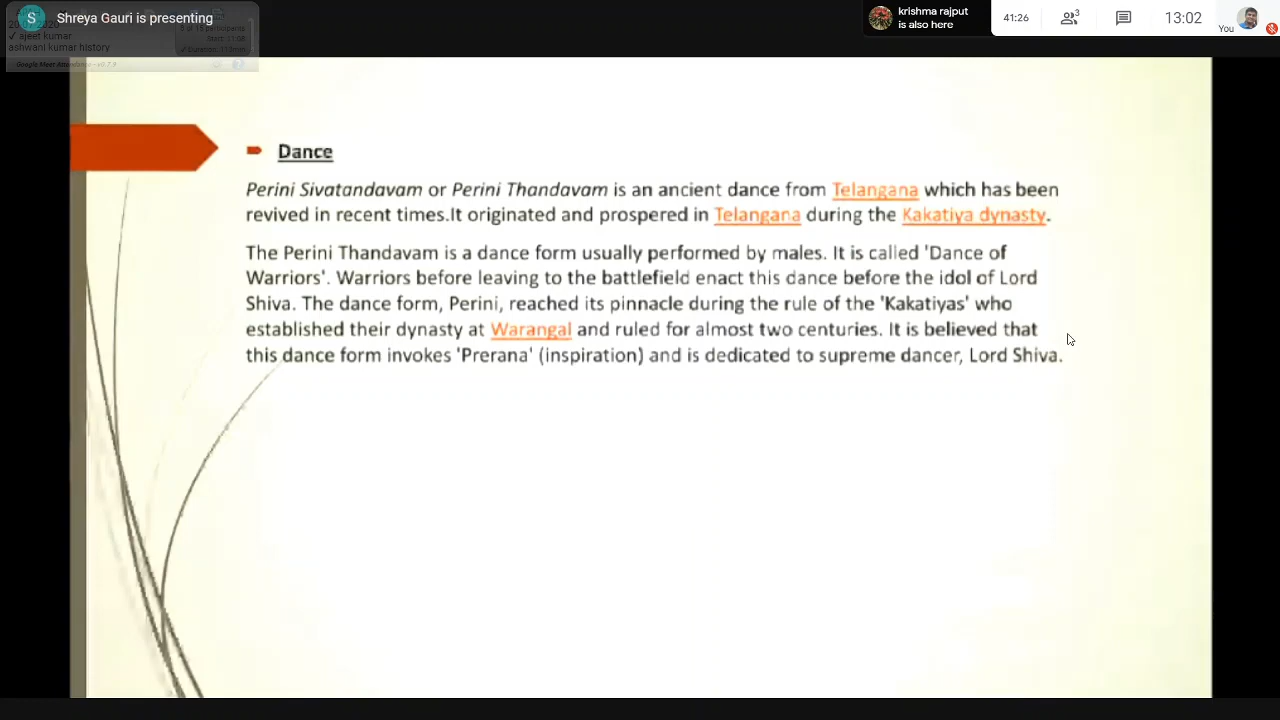 S Shreya Gauri is presenting
✓ ajeet kumar
ashwani kumar history
Google Meet Attendance - v0.7.9
krishma rajput
is also here
41:26
3
13:02
You
Dance
Perini Sivatandavam or Perini Thandavam is an ancient dance from Telangana which has been
revived in recent times.It originated and prospered in Telangana during the Kakatiya dynasty.
The Perini Thandavam is a dance form usually performed by males. It is called 'Dance of
Warriors'. Warriors before leaving to the battlefield enact this dance before the idol of Lord
Shiva. The dance form, Perini, reached its pinnacle during the rule of the 'Kakatiyas' who
established their dynasty at Warangal and ruled for almost two centuries. It is believed that
this dance form invokes 'Prerana' (inspiration) and is dedicated to supreme dancer, Lord Shiva.